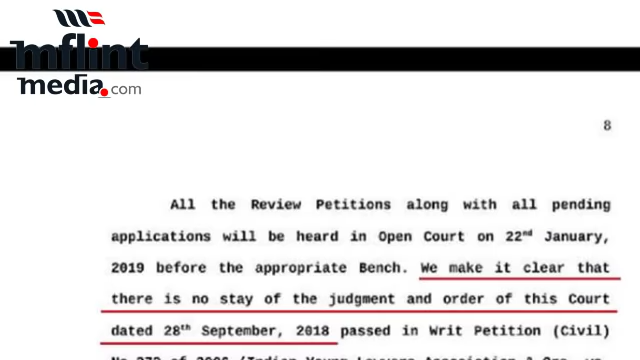 mflint
media.com
8
All the Review Petitions along with all pending
applications will be heard in Open Court on 22nd January,
2019 before the appropriate Bench. We make it clear that
there is no stay of the judgment and order of this Court
dated 28th September, 2018 passed in Writ Petition (Civil)